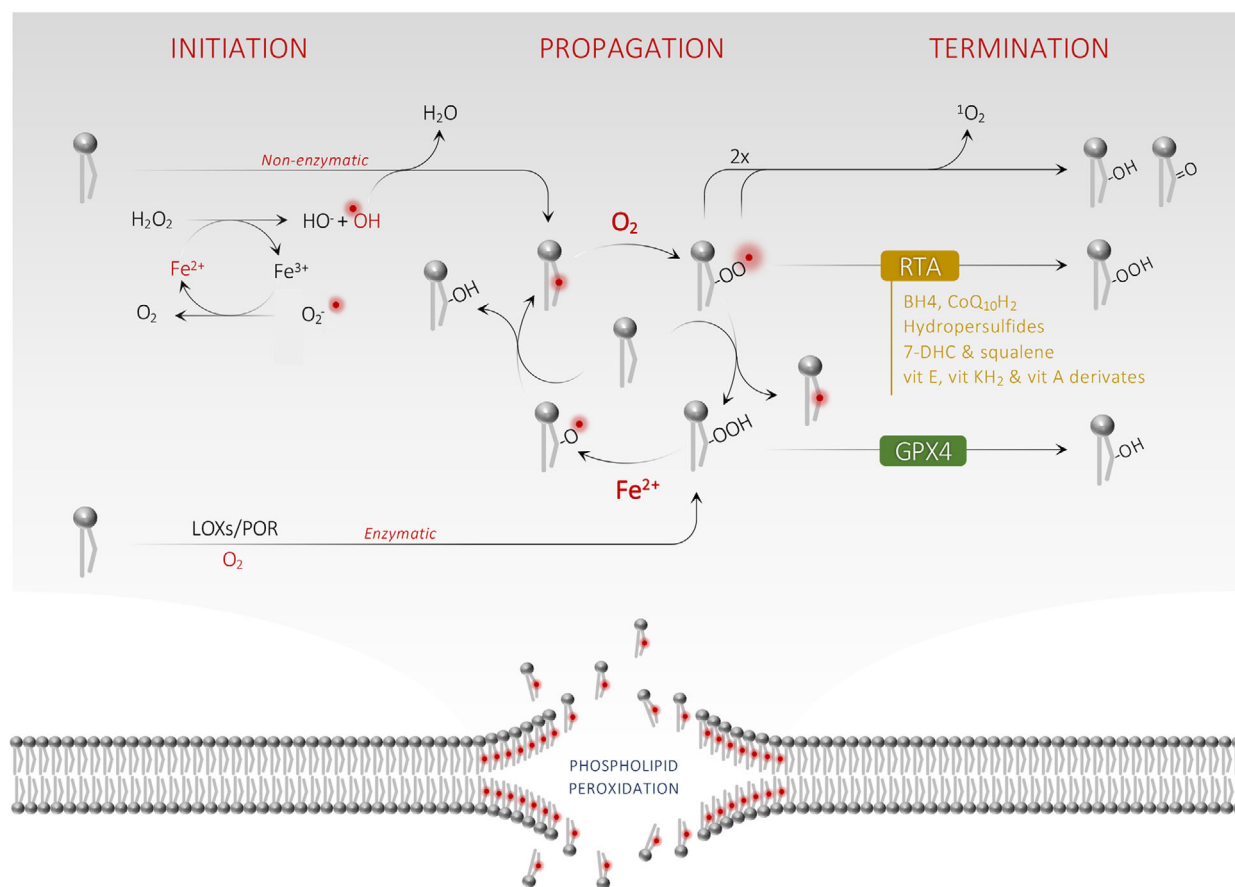 INITIATION
PROPAGATION
TERMINATION
H₂O
¹O₂
Non-enzymatic
2x
-OH
=O
H₂O₂
HO⁻ + OH
O₂
Fe²⁺
Fe³⁺
-OH
-OO
RTA
-OOH
O₂
O₂⁻
BH4, CoQ₁₀H₂
Hydropersulfides
7-DHC & squalene
vit E, vit KH₂ & vit A derivates
-O
-OOH
GPX4
-OH
Fe²⁺
LOXs/POR
Enzymatic
O₂
PHOSPHOLIPID
PEROXIDATION